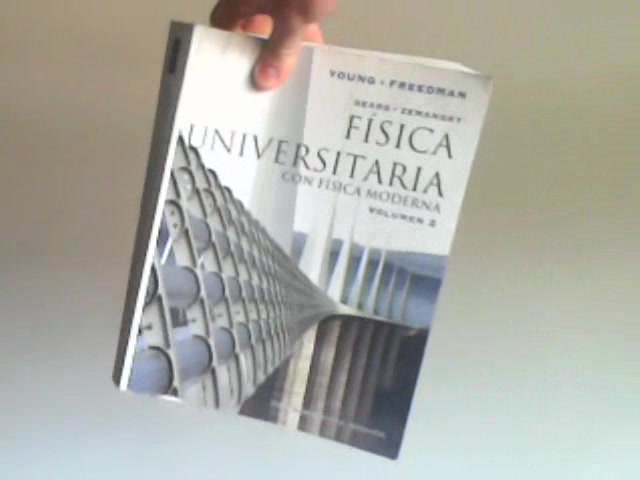 YOUNG • FREEDMAN
SEARS • ZEMANSKY
FÍSICA
UNIVERSITARIA
CON FÍSICA MODERNA
VOLUMEN 2